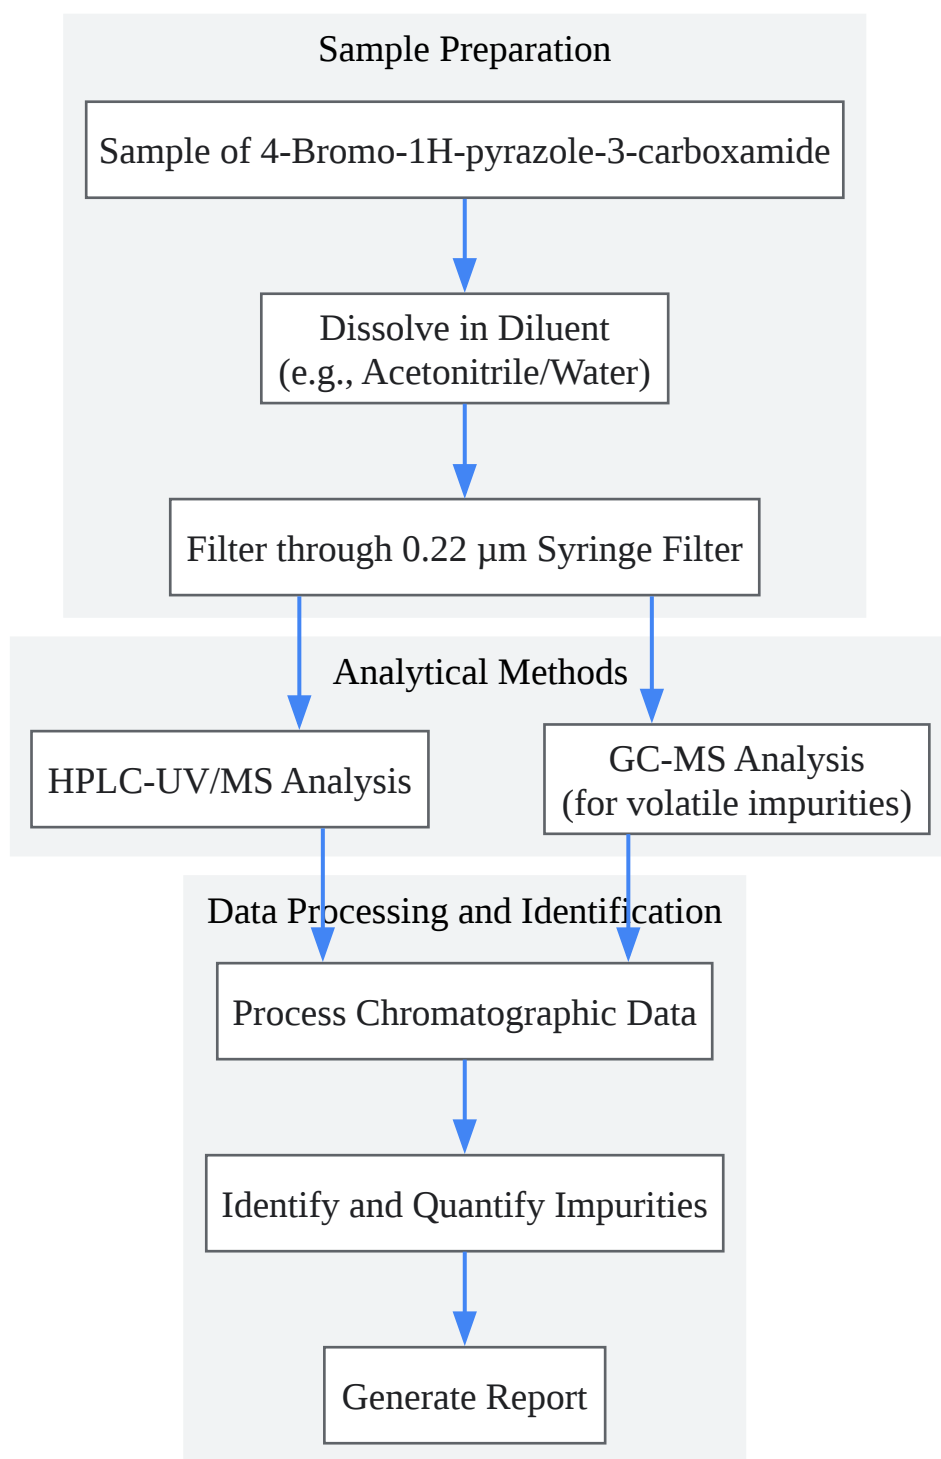 Sample Preparation
Sample of 4-Bromo-1H-pyrazole-3-carboxamide
Dissolve in Diluent
(e.g., Acetonitrile/Water)
Filter through 0.22 µm Syringe Filter
Analytical Methods
HPLC-UV/MS Analysis
GC-MS Analysis
(for volatile impurities)
Data Processing and Identification
Process Chromatographic Data
Identify and Quantify Impurities
Generate Report